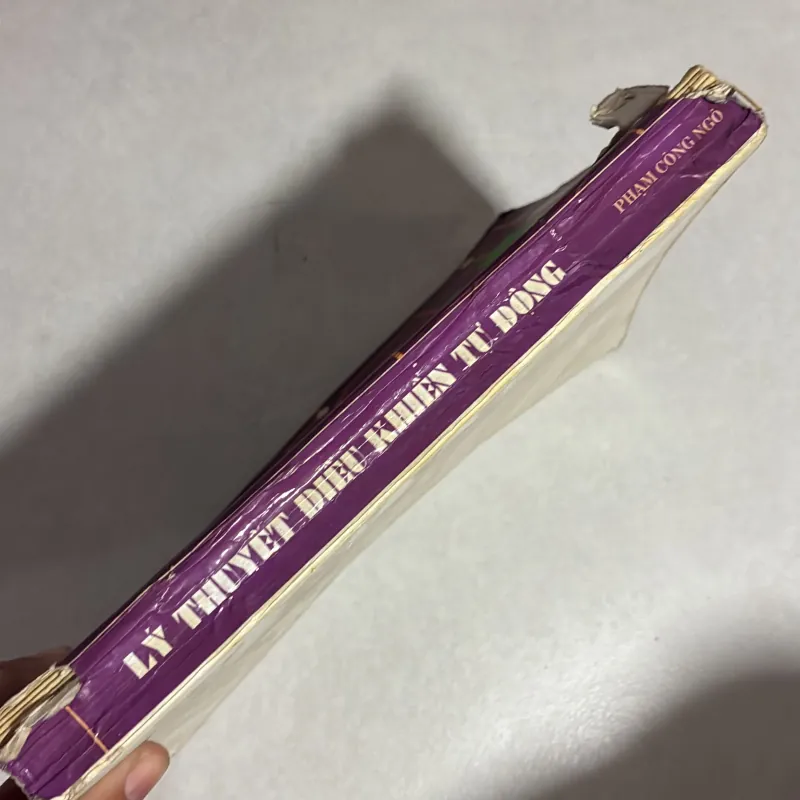 LÝ THUYẾT ĐIỀU KHIỂN TỰ ĐỘNG
PHẠM CÔNG NGÔ